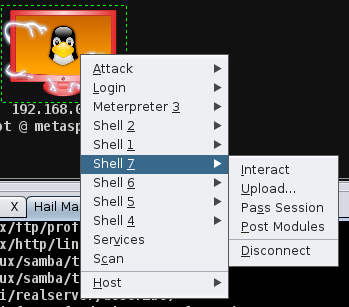 192.168.0
ot @ metasp
Attack
Login
Meterpreter 3
Shell 2
Shell 1
Shell 7
Shell 6
Shell 5
Shell 4
Services
Scan
Host
Interact
Upload...
Pass Session
Post Modules
Disconnect
X Hail Ma
x/ftp/prof
x/http/lin
ux/samba/t
ux/samba/t
i/realserver/